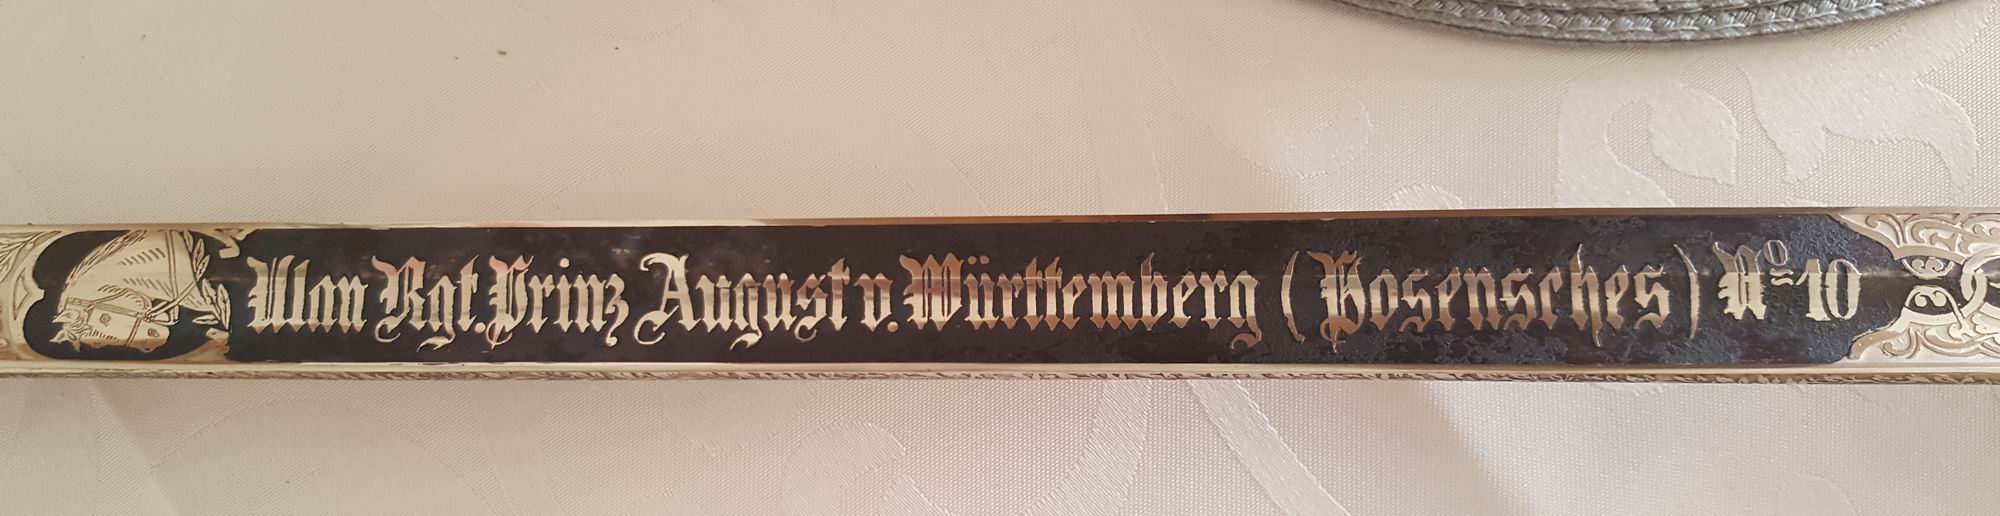 Ulan Rgt. Prinz August v. Württemberg (Posensches) No 10